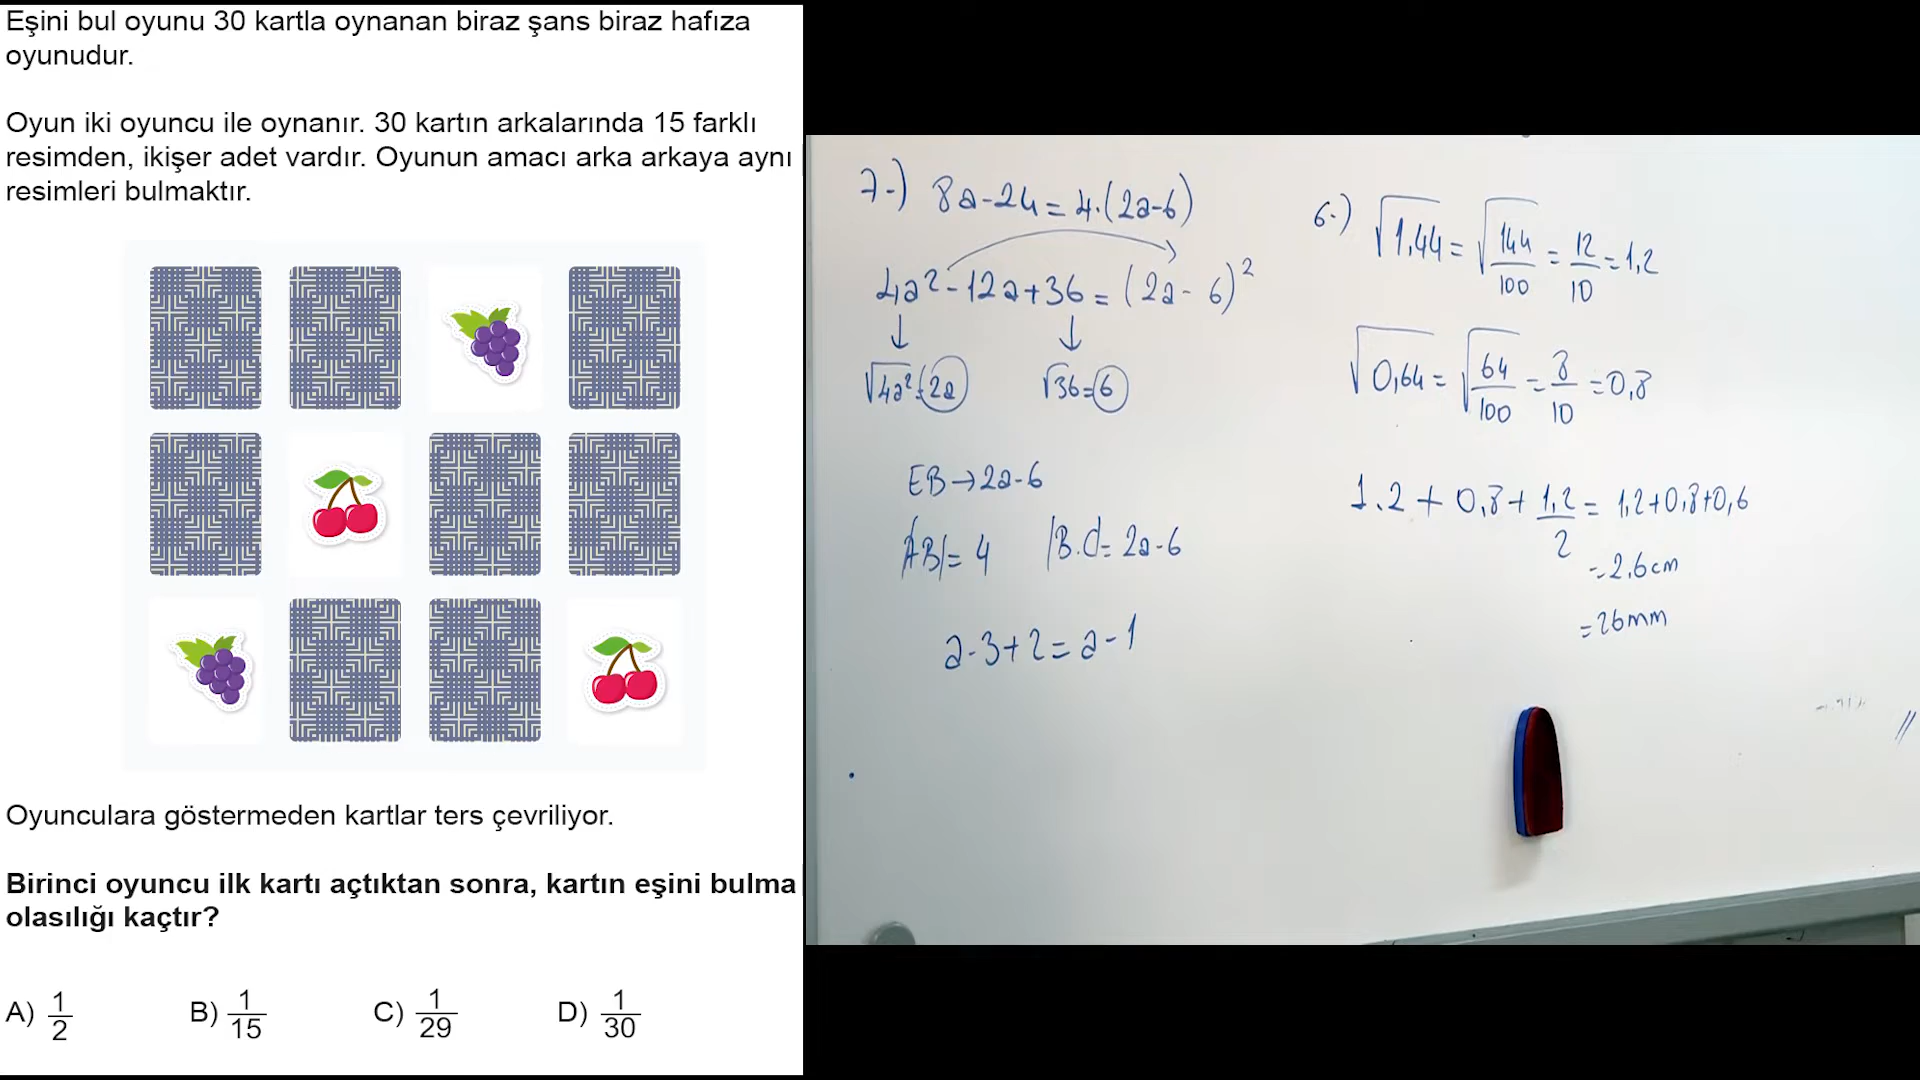 Eşini bul oyunu 30 kartla oynanan biraz şans biraz hafıza
oyunudur.
Oyun iki oyuncu ile oynanır. 30 kartın arkalarında 15 farklı
resimden, ikişer adet vardır. Oyunun amacı arka arkaya aynı
resimleri bulmaktır.
Oyunculara göstermeden kartlar ters çevriliyor.
Birinci oyuncu ilk kartı açtıktan sonra, kartın eşini bulma
olasılığı kaçtır?
A) 1/2 B) 1/15 C) 1/29 D) 1/30
7-) 8a-24=4.(2a-6)
4a²-12a+36=(2a-6)²
↓ ↓
√4a²=2a √36=6
EB→2a-6
|AB|=4 |B.C|=2a-6
a-3+2=a-1
6-) √1,44=√144/100=12/10=1,2
√0,64=√64/100=8/10=0,8
1.2+0,8+1,2/2=1,2+0,8+0,6
=2,6cm
=26mm